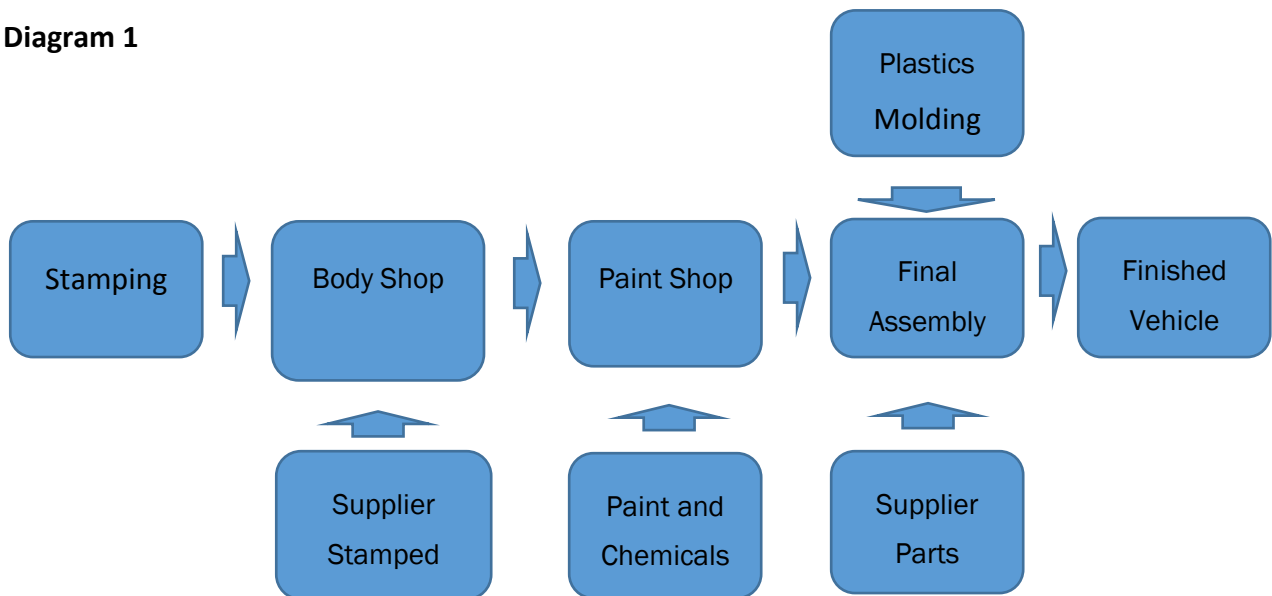 Diagram 1
Plastics
Molding
Stamping
Body Shop
Paint Shop
Final
Assembly
Finished
Vehicle
Supplier
Stamped
Paint and
Chemicals
Supplier
Parts